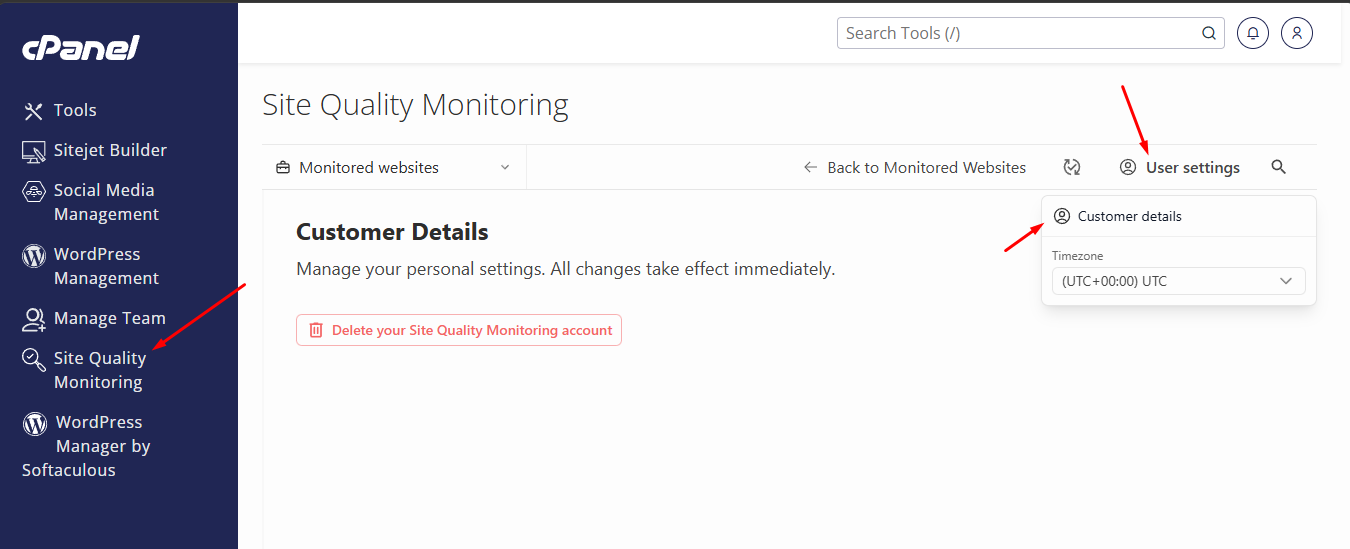 cPanel
Search Tools (/)
Tools
Sitejet Builder
Social Media
Management
WordPress
Management
Manage Team
Site Quality
Monitoring
WordPress
Manager by
Softaculous
Site Quality Monitoring
Monitored websites
Back to Monitored Websites
User settings
Customer details
Timezone
(UTC+00:00) UTC
Customer Details
Manage your personal settings. All changes take effect immediately.
Delete your Site Quality Monitoring account